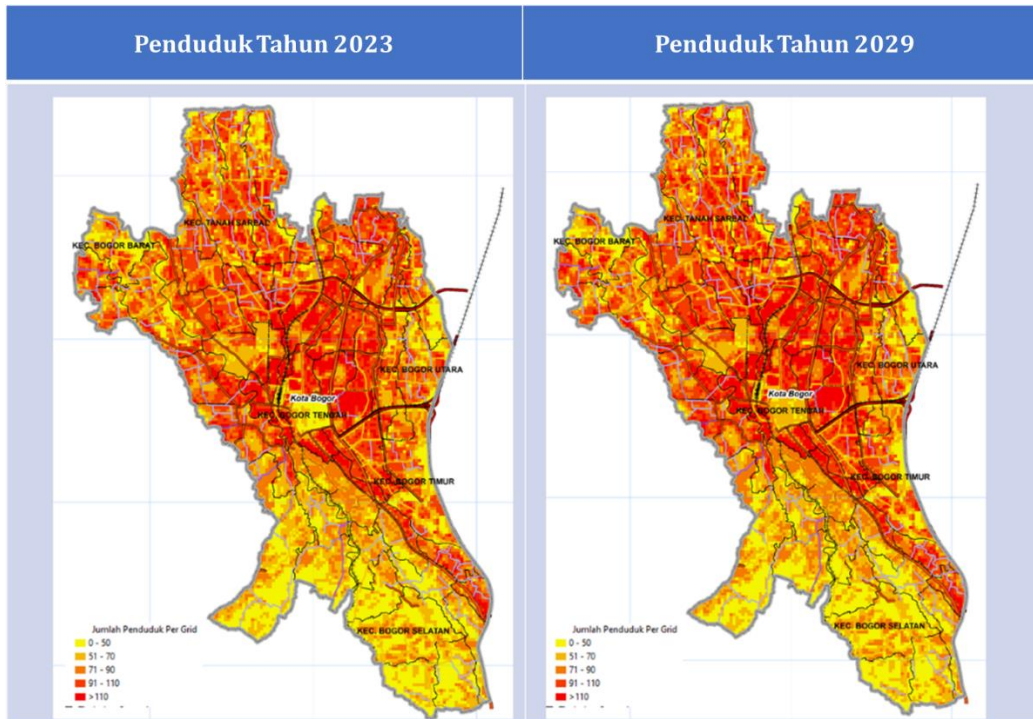 Penduduk Tahun 2023
KEC. TANAH SAREAL
KEC. BOGOR BARAT
KEC. BOGOR UTARA
Kota Bogor
KEC. BOGOR TENGAH
KEC. BOGOR TIMUR
KEC. BOGOR SELATAN
Jumlah Penduduk Per Grid
0 - 50
51 - 70
71 - 90
91 - 110
>110
Penduduk Tahun 2029
KEC. TANAH SAREAL
KEC. BOGOR BARAT
KEC. BOGOR UTARA
Kota Bogor
KEC. BOGOR TENGAH
KEC. BOGOR TIMUR
KEC. BOGOR SELATAN
Jumlah Penduduk Per Grid
0 - 50
51 - 70
71 - 90
91 - 110
>110